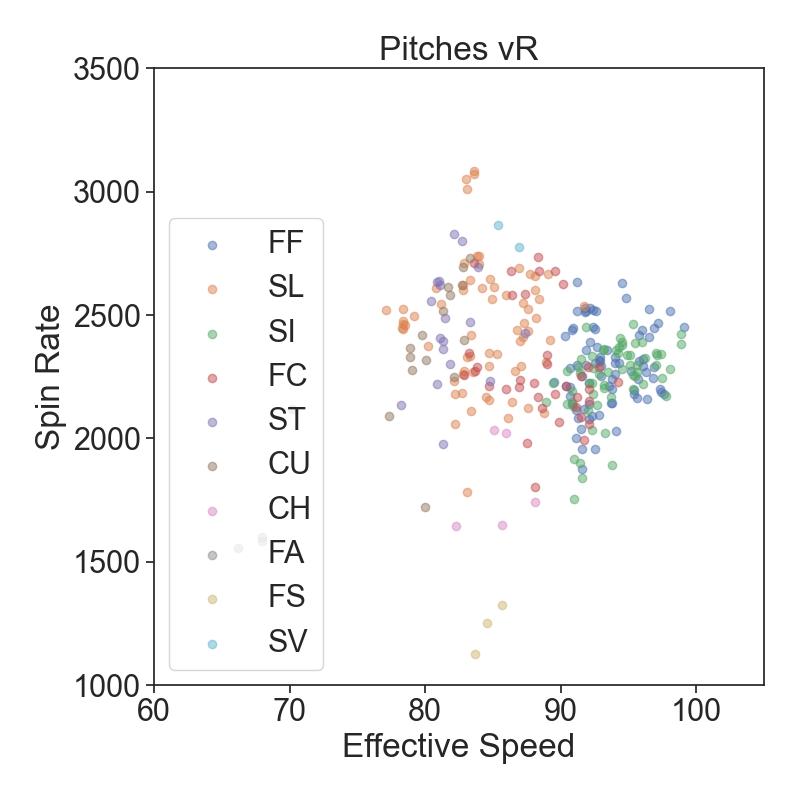 Pitches vR
3500
3000
2500
2000
1500
1000
Spin Rate
FF
SL
SI
FC
ST
CU
CH
FA
FS
SV
60 70 80 90 100
Effective Speed